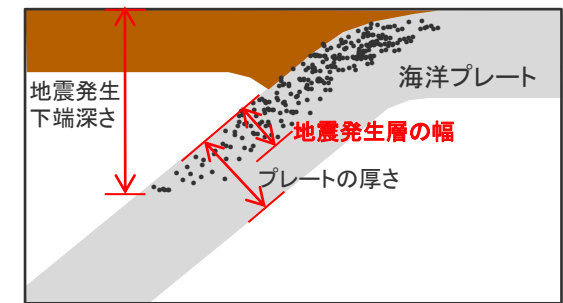 地震発生
下端深さ
海洋プレート
地震発生層の幅
プレートの厚さ